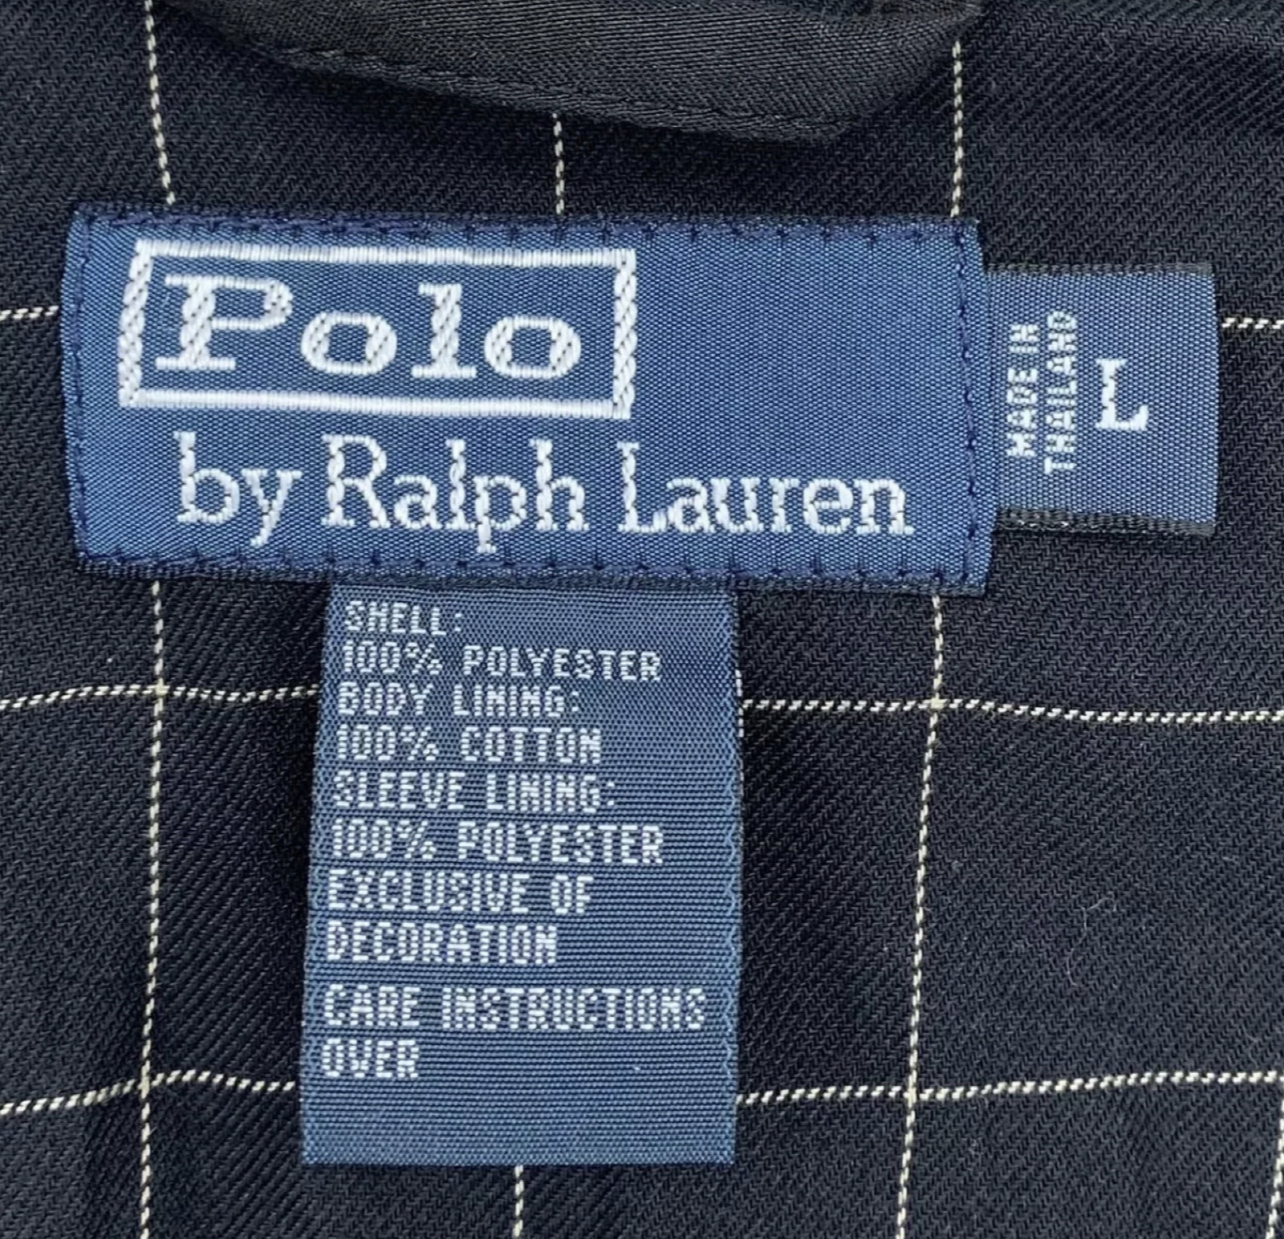 Polo
by Ralph Lauren
MADE IN
THAILAND
L
SHELL:
100% POLYESTER
BODY LINING:
100% COTTON
SLEEVE LINING:
100% POLYESTER
EXCLUSIVE OF
DECORATION
CARE INSTRUCTIONS
OVER